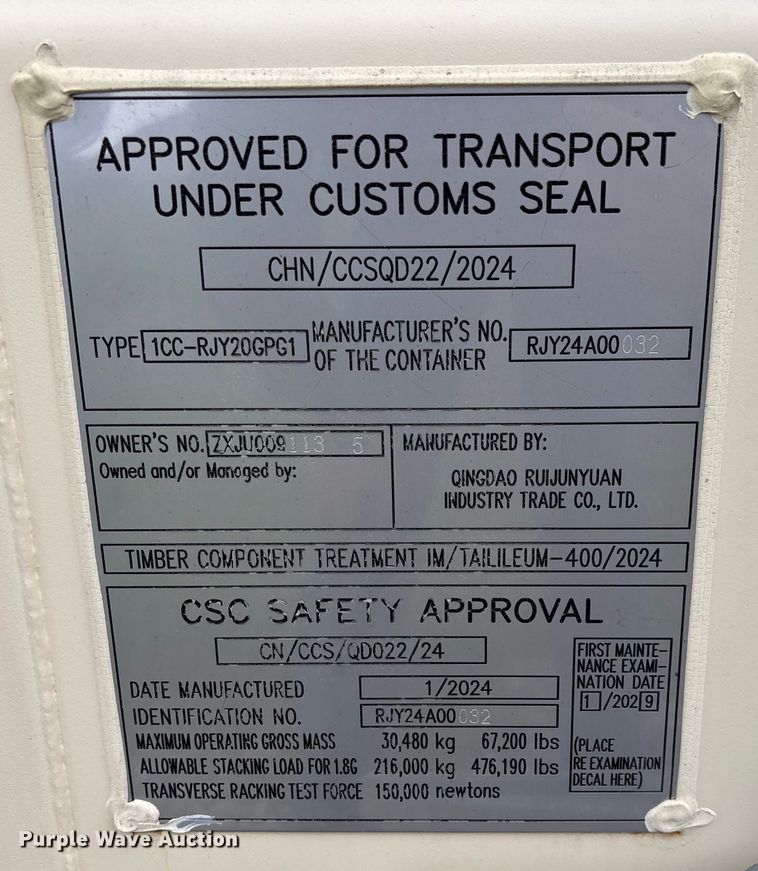 APPROVED FOR TRANSPORT
UNDER CUSTOMS SEAL
CHN/CCSQD22/2024
TYPE 1CC-RJY20GPG1 MANUFACTURER'S NO. OF THE CONTAINER RJY24A00032
OWNER'S NO. ZXJU009113 5
Owned and/or Managed by:
MANUFACTURED BY:
QINGDAO RUIJUNYUAN
INDUSTRY TRADE CO., LTD.
TIMBER COMPONENT TREATMENT IM/TAILILEUM-400/2024
CSC SAFETY APPROVAL
CN/CCS/QD022/24
DATE MANUFACTURED 1/2024
IDENTIFICATION NO. RJY24A00032
MAXIMUM OPERATING GROSS MASS 30,480 kg 67,200 lbs
ALLOWABLE STACKING LOAD FOR 1.8G 216,000 kg 476,190 lbs
TRANSVERSE RACKING TEST FORCE 150,000 newtons
FIRST MAINTE-
NANCE EXAMI-
NATION DATE
1/2029
(PLACE
RE EXAMINATION
DECAL HERE)
Purple Wave Auction